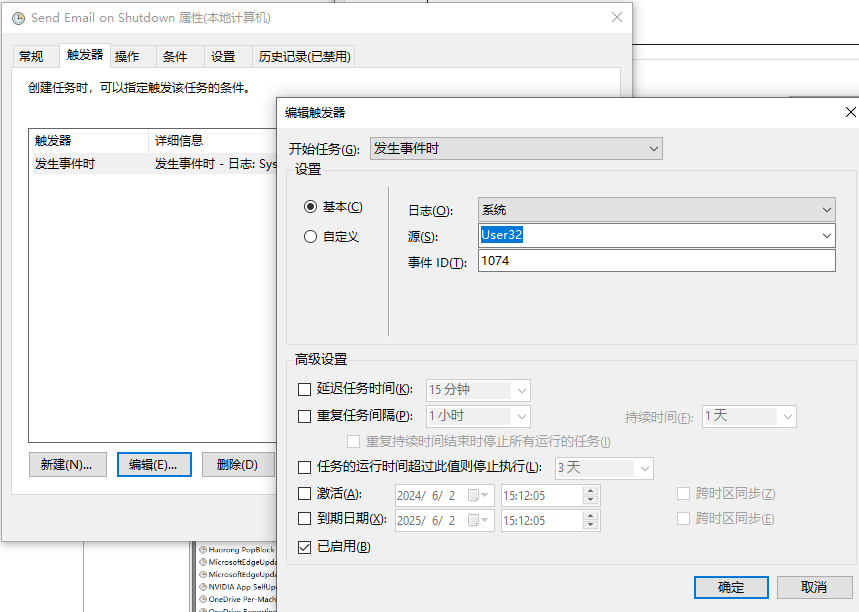 Send Email on Shutdown 属性(本地计算机)
常规 触发器 操作 条件 设置 历史记录(已禁用)
创建任务时，可以指定触发该任务的条件。
触发器 详细信息
发生事件时 发生事件时 - 日志: Sys
新建(N)... 编辑(E)... 删除(D)
编辑触发器
开始任务(G): 发生事件时
设置
基本(C)
自定义
日志(O): 系统
源(S): User32
事件 ID(T): 1074
高级设置
延迟任务时间(K): 15 分钟
重复任务间隔(P): 1 小时 持续时间(F): 1 天
重复持续时间结束时停止所有运行的任务(I)
任务的运行时间超过此值则停止执行(L): 3 天
激活(A): 2024/ 6/ 2 15:12:05 跨时区同步(Z)
到期日期(X): 2025/ 6/ 2 15:12:05 跨时区同步(E)
已启用(B)
确定 取消
Huorong PopBlock
MicrosoftEdgeUpda
MicrosoftEdgeUpda
NVIDIA App SelfUp
OneDrive Per-Mach
OneDrive Reporting